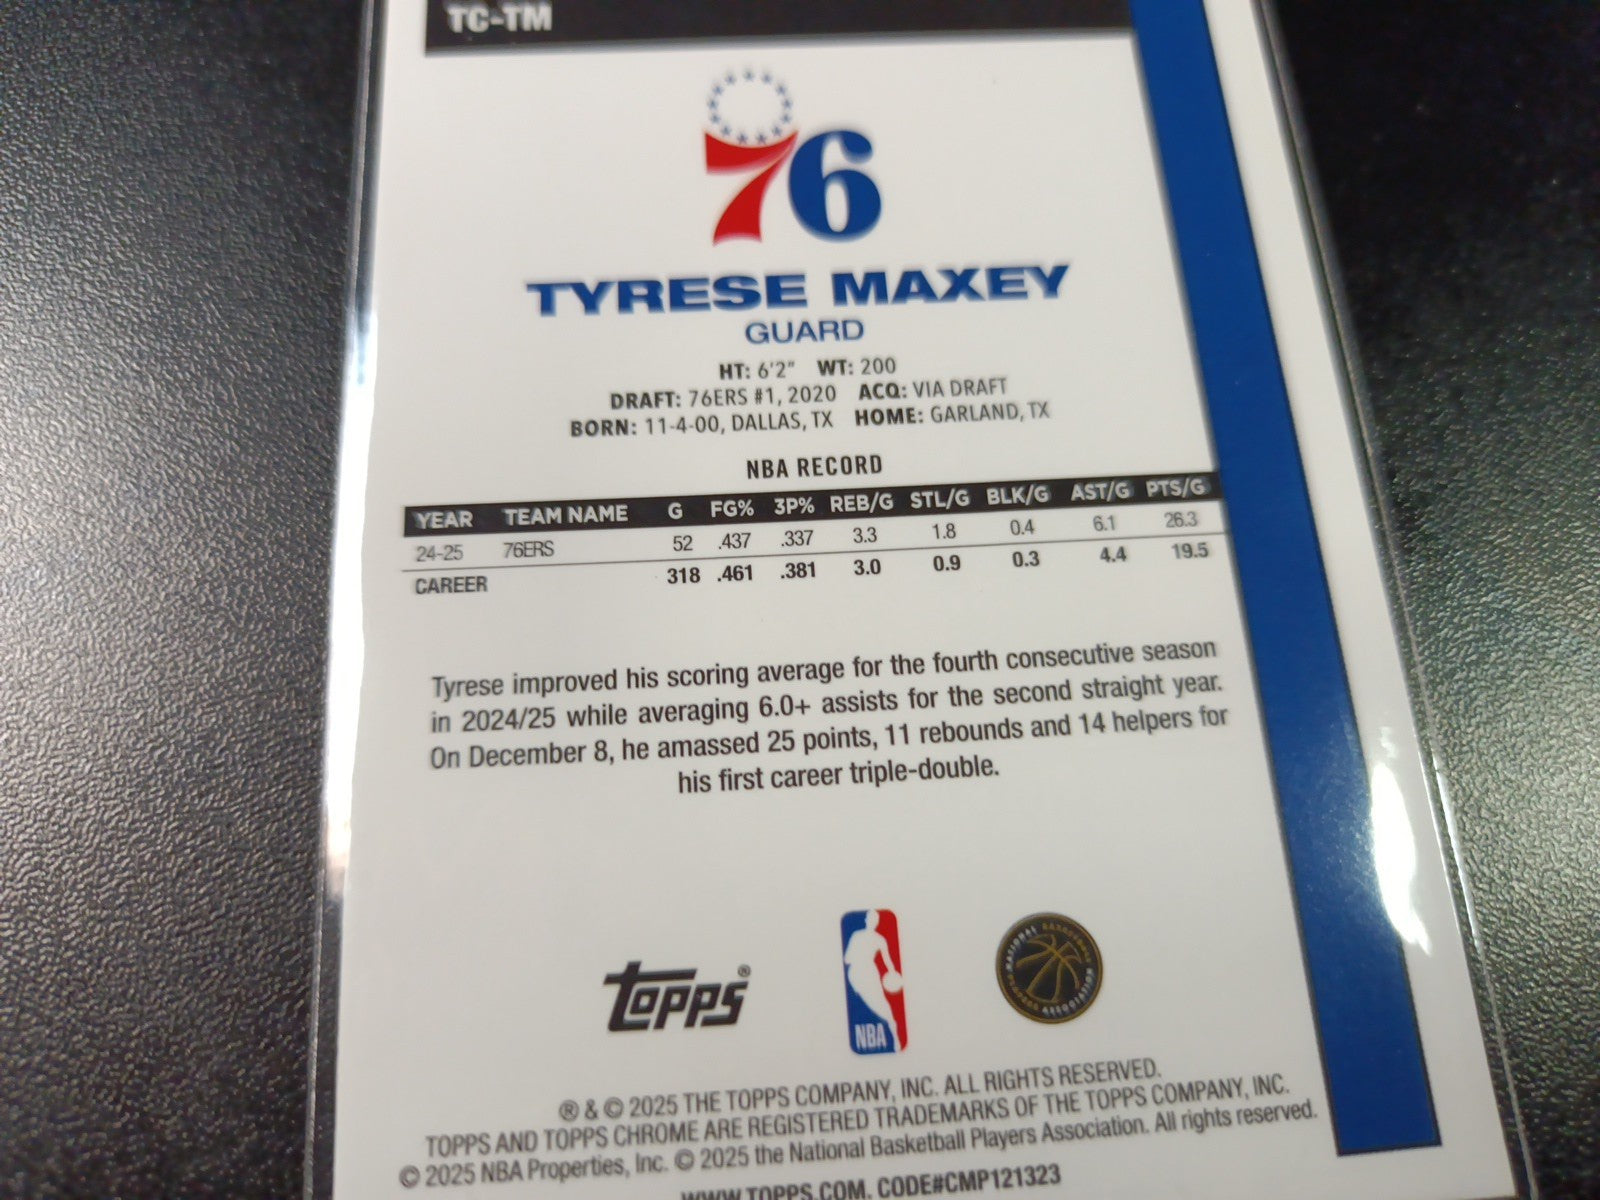 TC-TM
76
TYRESE MAXEY
GUARD
HT: 6'2" WT: 200
DRAFT: 76ERS #1, 2020 ACQ: VIA DRAFT
BORN: 11-4-00, DALLAS, TX HOME: GARLAND, TX
NBA RECORD
YEAR TEAM NAME G FG% 3P% REB/G STL/G BLK/G AST/G PTS/G
24-25 76ERS 52 .437 .337 3.3 1.8 0.4 6.1 26.3
CAREER 318 .461 .381 3.0 0.9 0.3 4.4 19.5
Tyrese improved his scoring average for the fourth consecutive season
in 2024/25 while averaging 6.0+ assists for the second straight year.
On December 8, he amassed 25 points, 11 rebounds and 14 helpers for
his first career triple-double.
Topps®
NBA
NATIONAL BASKETBALL PLAYERS ASSOCIATION
® & © 2025 THE TOPPS COMPANY, INC. ALL RIGHTS RESERVED.
TOPPS AND TOPPS CHROME ARE REGISTERED TRADEMARKS OF THE TOPPS COMPANY, INC.
© 2025 NBA Properties, Inc. © 2025 the National Basketball Players Association. All rights reserved.
WWW.TOPPS.COM. CODE#CMP121323